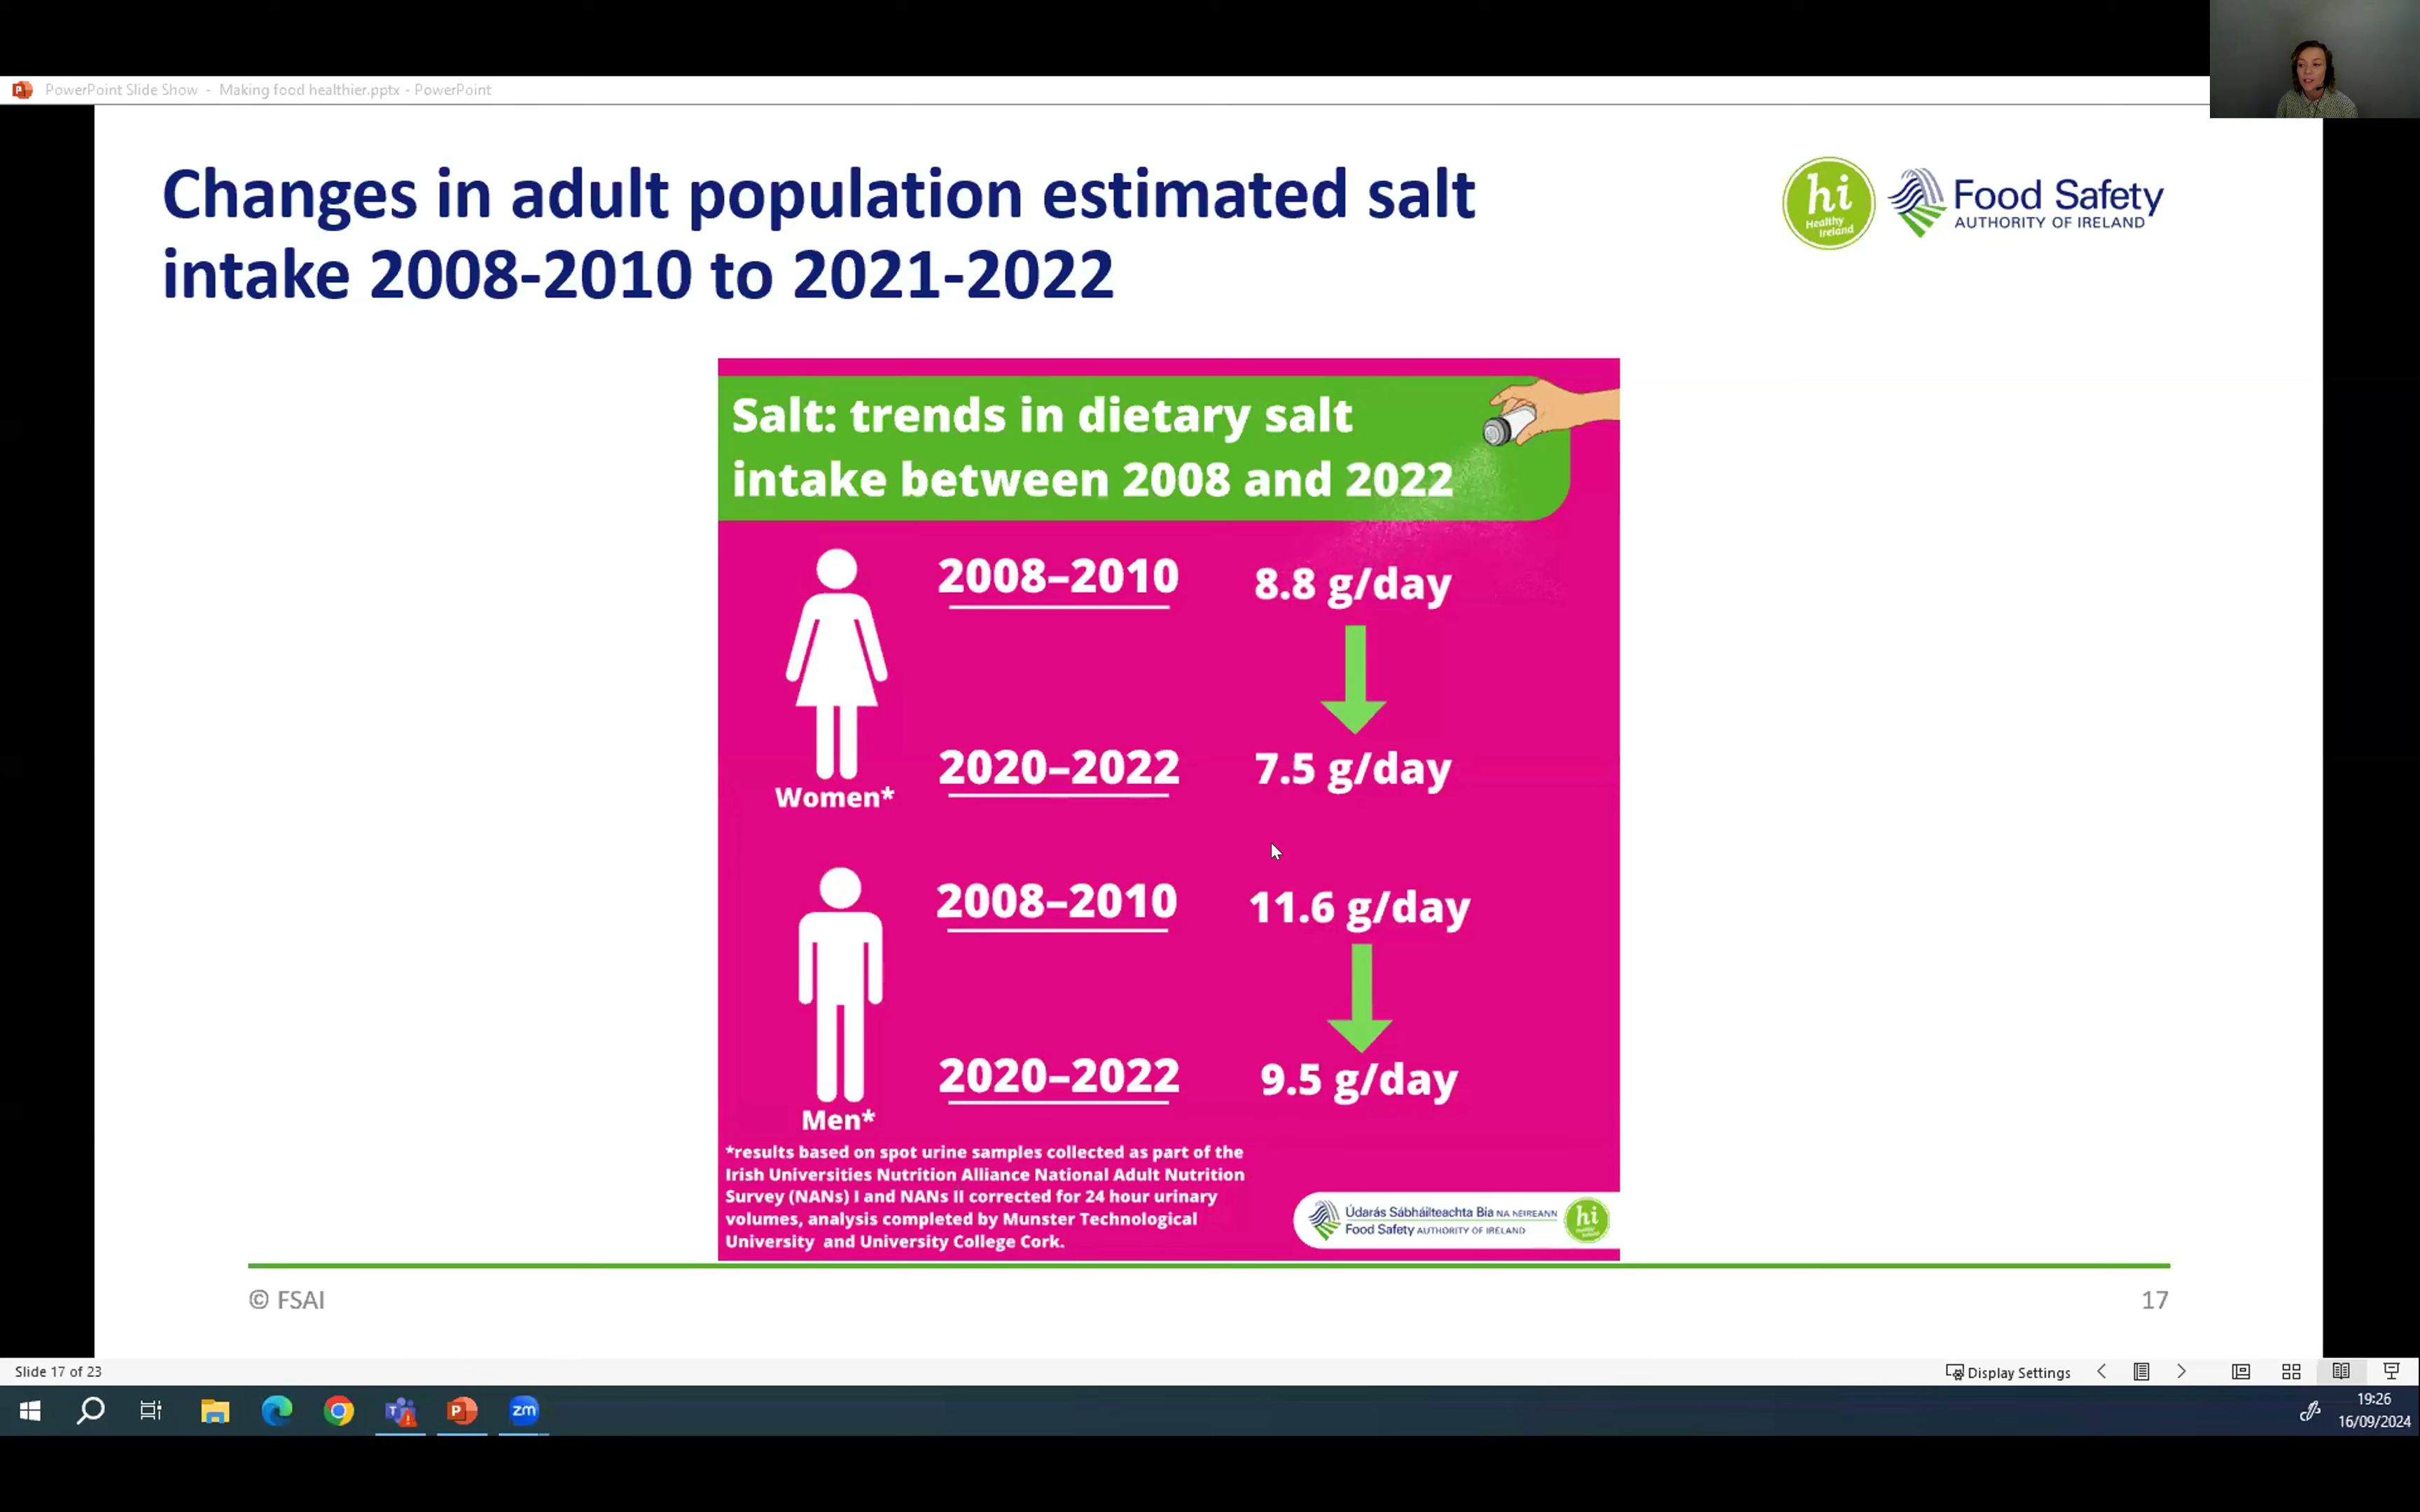 PowerPoint Slide Show - Making food healthier.pptx - PowerPoint
Changes in adult population estimated salt
intake 2008-2010 to 2021-2022
hi
Healthy
Ireland
Food Safety
AUTHORITY OF IRELAND
Salt: trends in dietary salt
intake between 2008 and 2022
2008–2010 8.8 g/day
2020–2022 7.5 g/day
Women*
2008–2010 11.6 g/day
2020–2022 9.5 g/day
Men*
*results based on spot urine samples collected as part of the
Irish Universities Nutrition Alliance National Adult Nutrition
Survey (NANs) I and NANs II corrected for 24 hour urinary
volumes, analysis completed by Munster Technological
University and University College Cork.
Údarás Sábháilteachta Bia NA hÉIREANN
Food Safety AUTHORITY OF IRELAND
hi
© FSAI
17
Slide 17 of 23
Display Settings
zm
19:26
16/09/2024